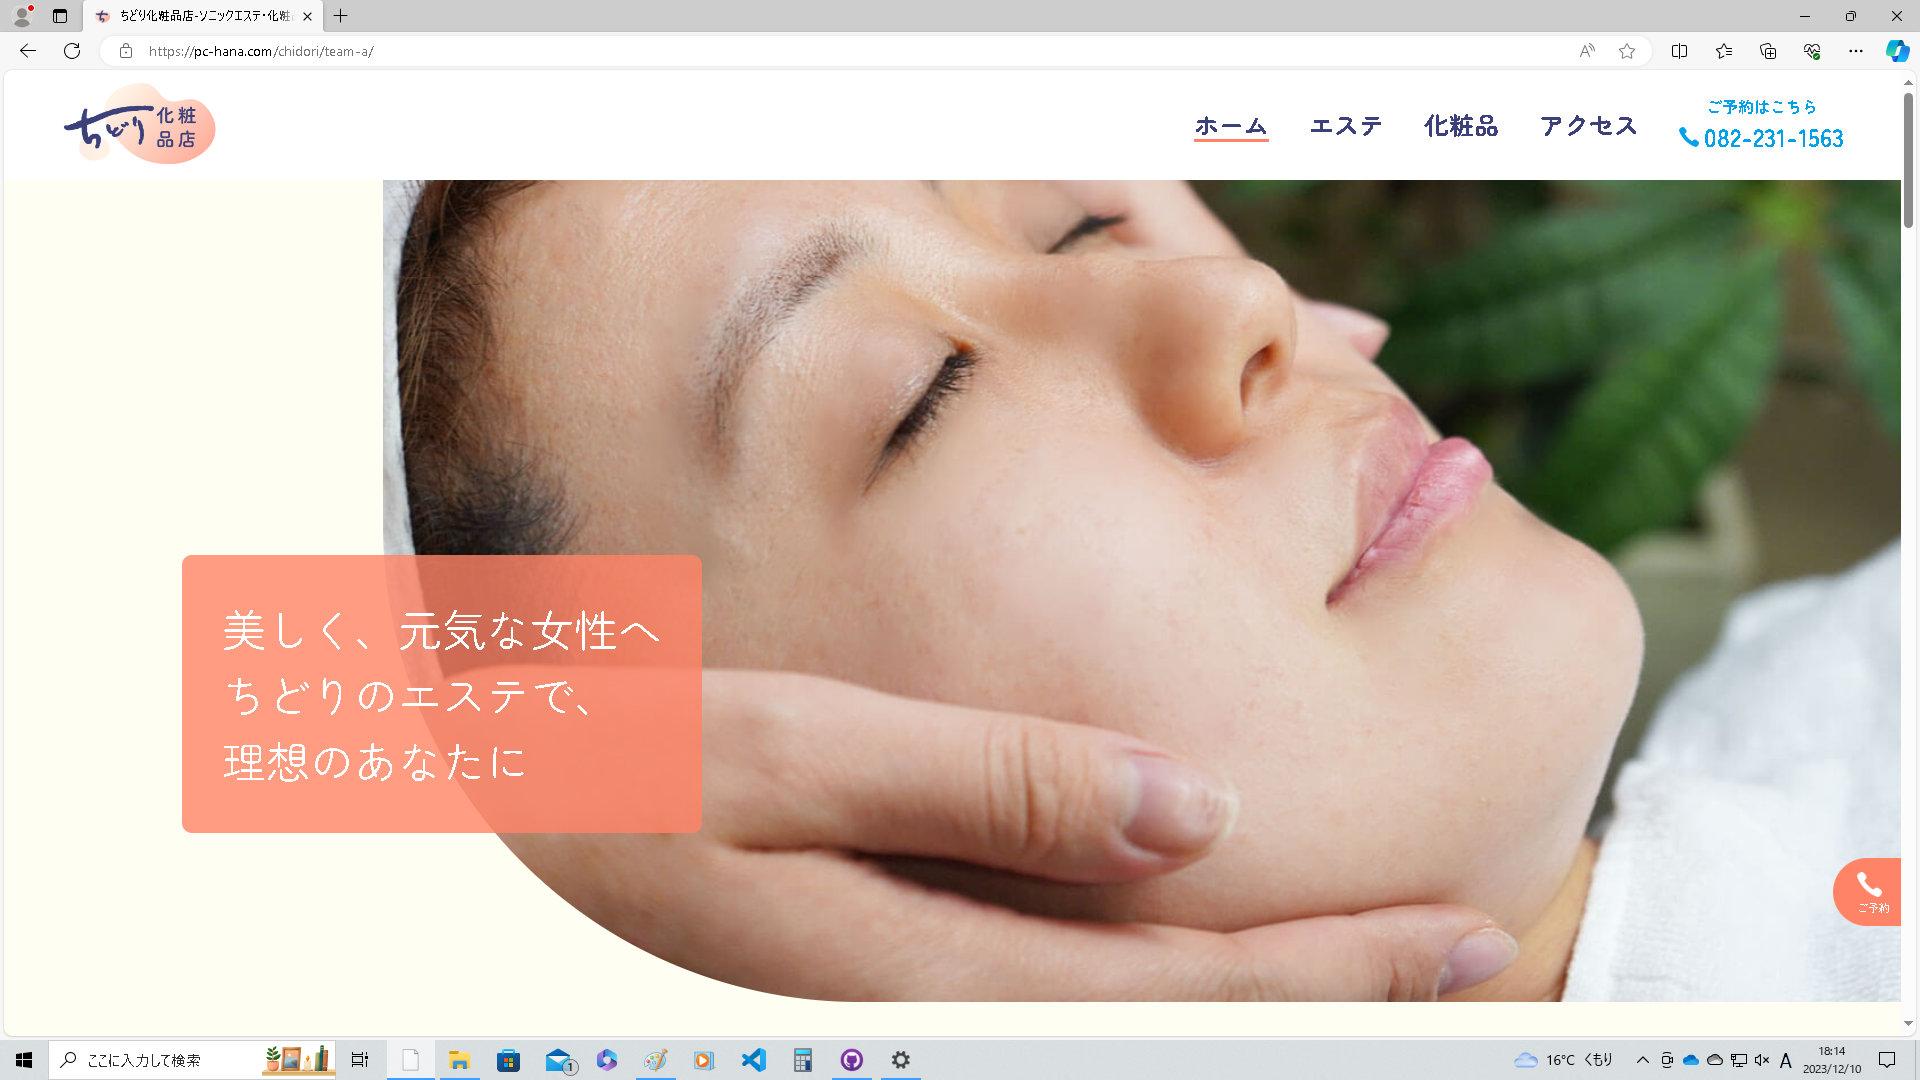 ちどり化粧品店-ソニックエステ・化粧
https://pc-hana.com/chidori/team-a/
ちどり 化粧
品店
ホーム
エステ
化粧品
アクセス
ご予約はこちら
082-231-1563
美しく、元気な女性へ
ちどりのエステで、
理想のあなたに
ご予約
ここに入力して検索
1
16°C くもり
A
18:14
2023/12/10